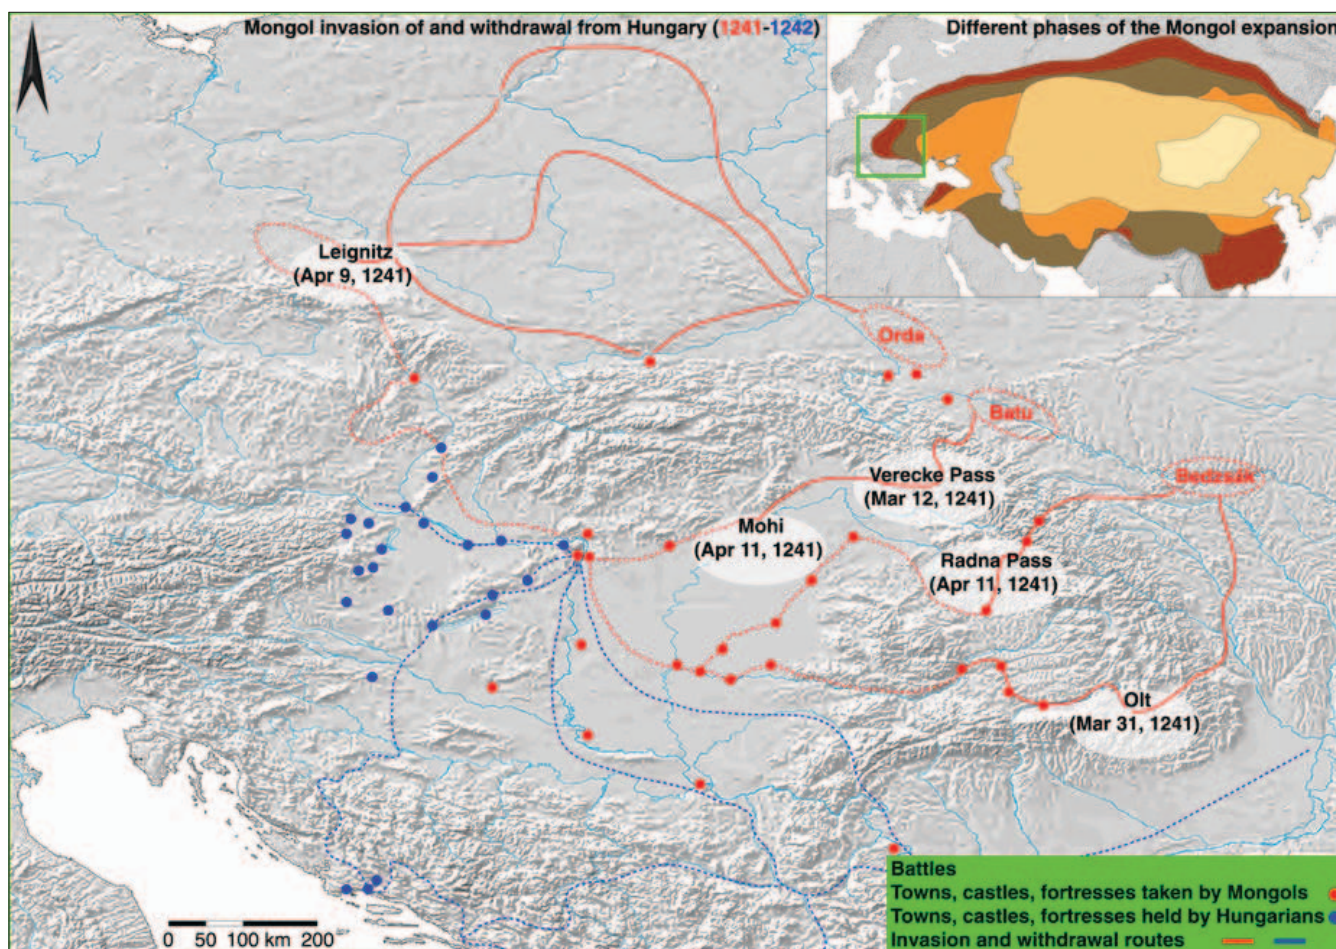 Mongol invasion of and withdrawal from Hungary (1241-1242)
Different phases of the Mongol expansion
Leignitz
(Apr 9, 1241)
Orda
Batu
Verecke Pass
(Mar 12, 1241)
Mohi
(Apr 11, 1241)
Radna Pass
(Apr 11, 1241)
Olt
(Mar 31, 1241)
0 50 100 km 200
Battles
Towns, castles, fortresses taken by Mongols
Towns, castles, fortresses held by Hungarians
Invasion and withdrawal routes